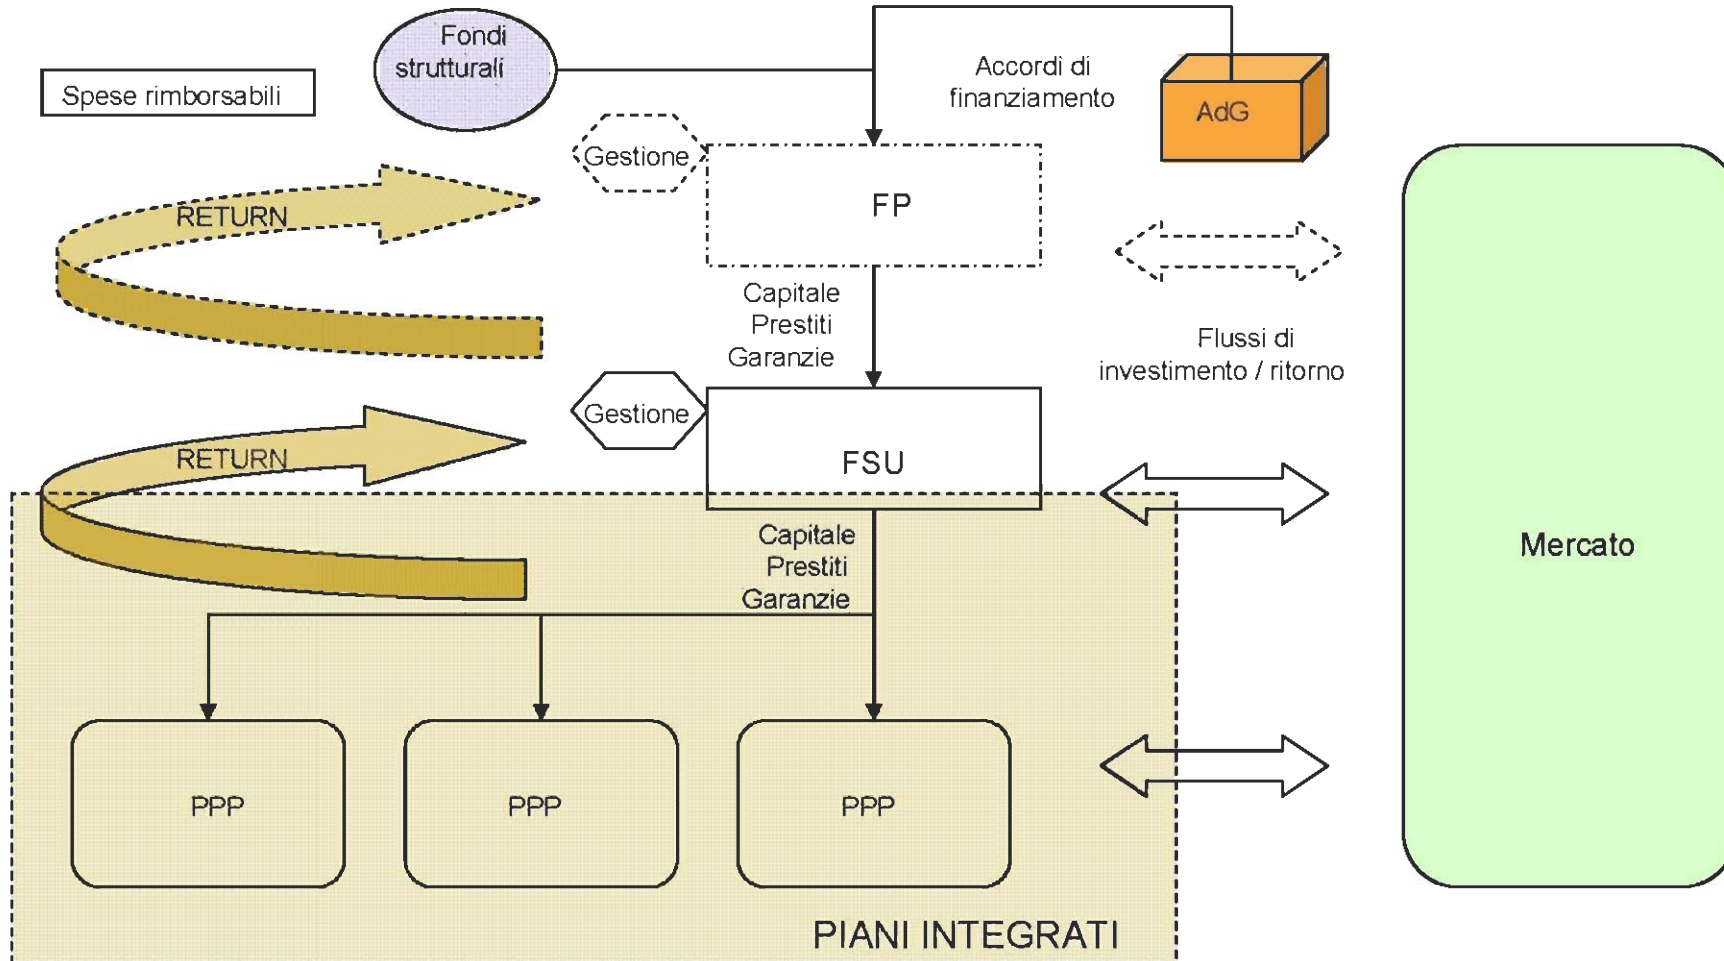 Fondi
strutturali
Spese rimborsabili
Accordi di
finanziamento
AdG
Gestione
FP
RETURN
Capitale
Prestiti
Garanzie
Flussi di
investimento / ritorno
Gestione
FSU
RETURN
Mercato
Capitale
Prestiti
Garanzie
PPP
PPP
PPP
PIANI INTEGRATI